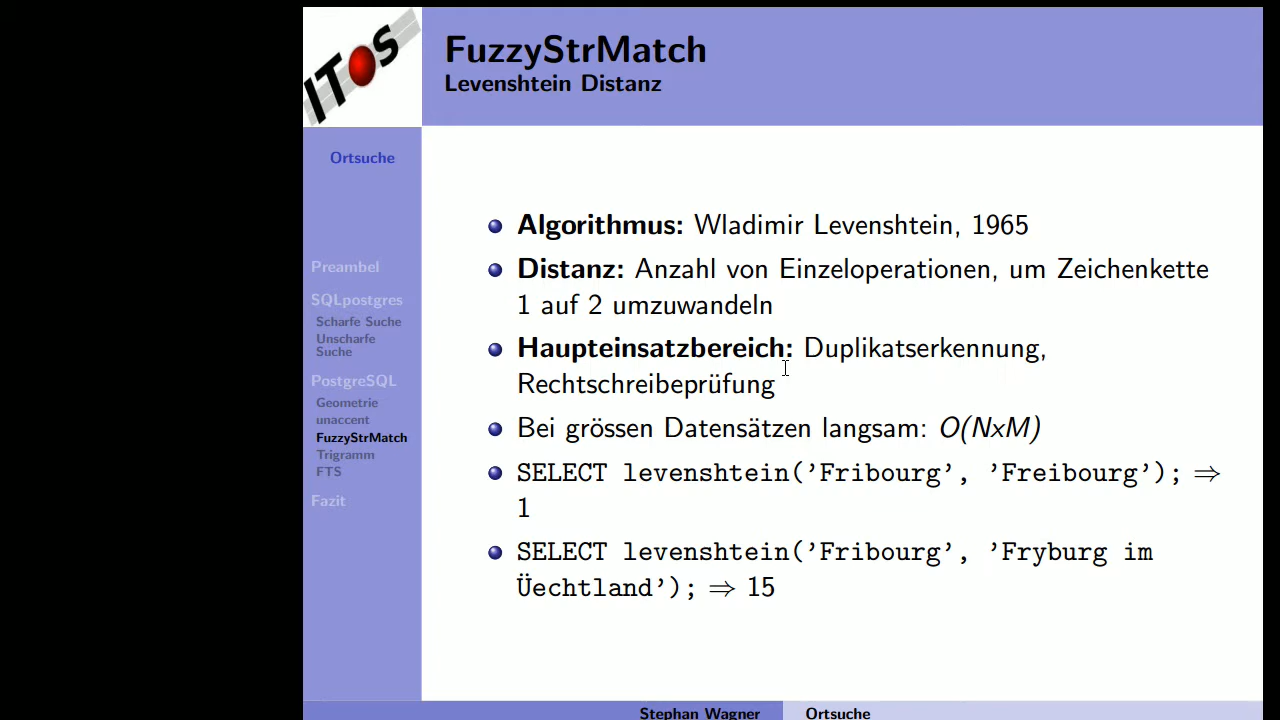 ITOS
FuzzyStrMatch
Levenshtein Distanz
Ortsuche
Preambel
SQLpostgres
Scharfe Suche
Unscharfe
Suche
PostgreSQL
Geometrie
unaccent
FuzzyStrMatch
Trigramm
FTS
Fazit
Algorithmus: Wladimir Levenshtein, 1965
Distanz: Anzahl von Einzeloperationen, um Zeichenkette
1 auf 2 umzuwandeln
Haupteinsatzbereich: Duplikatserkennung,
Rechtschreibeprüfung
Bei grössen Datensätzen langsam: O(NxM)
SELECT levenshtein('Fribourg', 'Freibourg'); ⇒
1
SELECT levenshtein('Fribourg', 'Fryburg im
Üechtland'); ⇒ 15
Stephan Wagner
Ortsuche